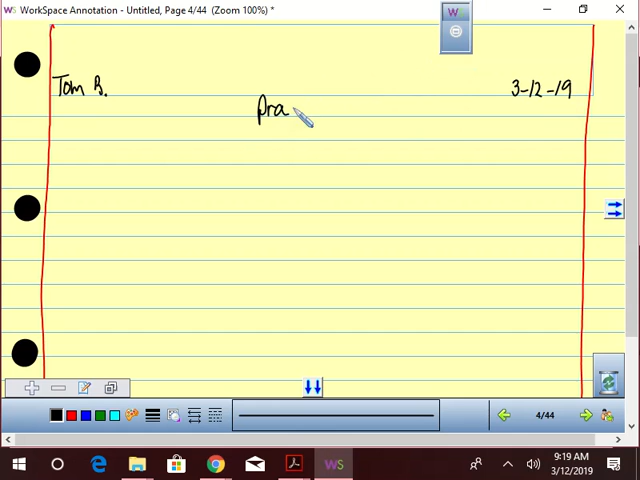 WorkSpace Annotation - Untitled, Page 4/44 (Zoom 100%) *
Tom B.
3-12-19
Pra
4/44
9:19 AM
3/12/2019